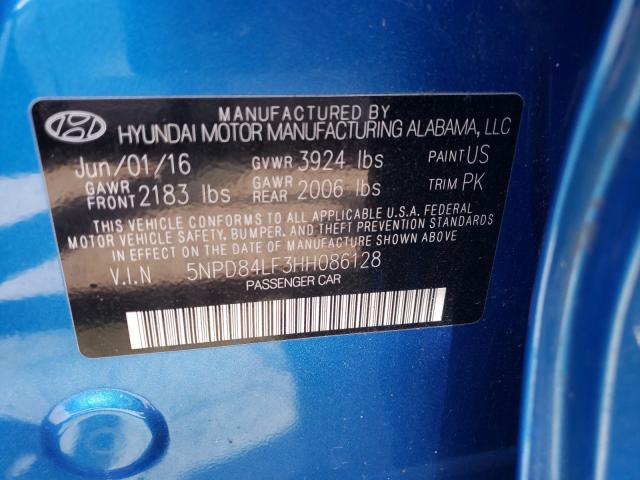 MANUFACTURED BY
HYUNDAI MOTOR MANUFACTURING ALABAMA, LLC
Jun/01/16 GVWR 3924 lbs PAINT US
GAWR FRONT 2183 lbs GAWR REAR 2006 lbs TRIM PK
THIS VEHICLE CONFORMS TO ALL APPLICABLE U.S.A. FEDERAL
MOTOR VEHICLE SAFETY, BUMPER, AND THEFT PREVENTION
STANDARDS IN EFFECT ON THE DATE OF MANUFACTURE SHOWN ABOVE.
V.I.N 5NPD84LF3HH086128
PASSENGER CAR